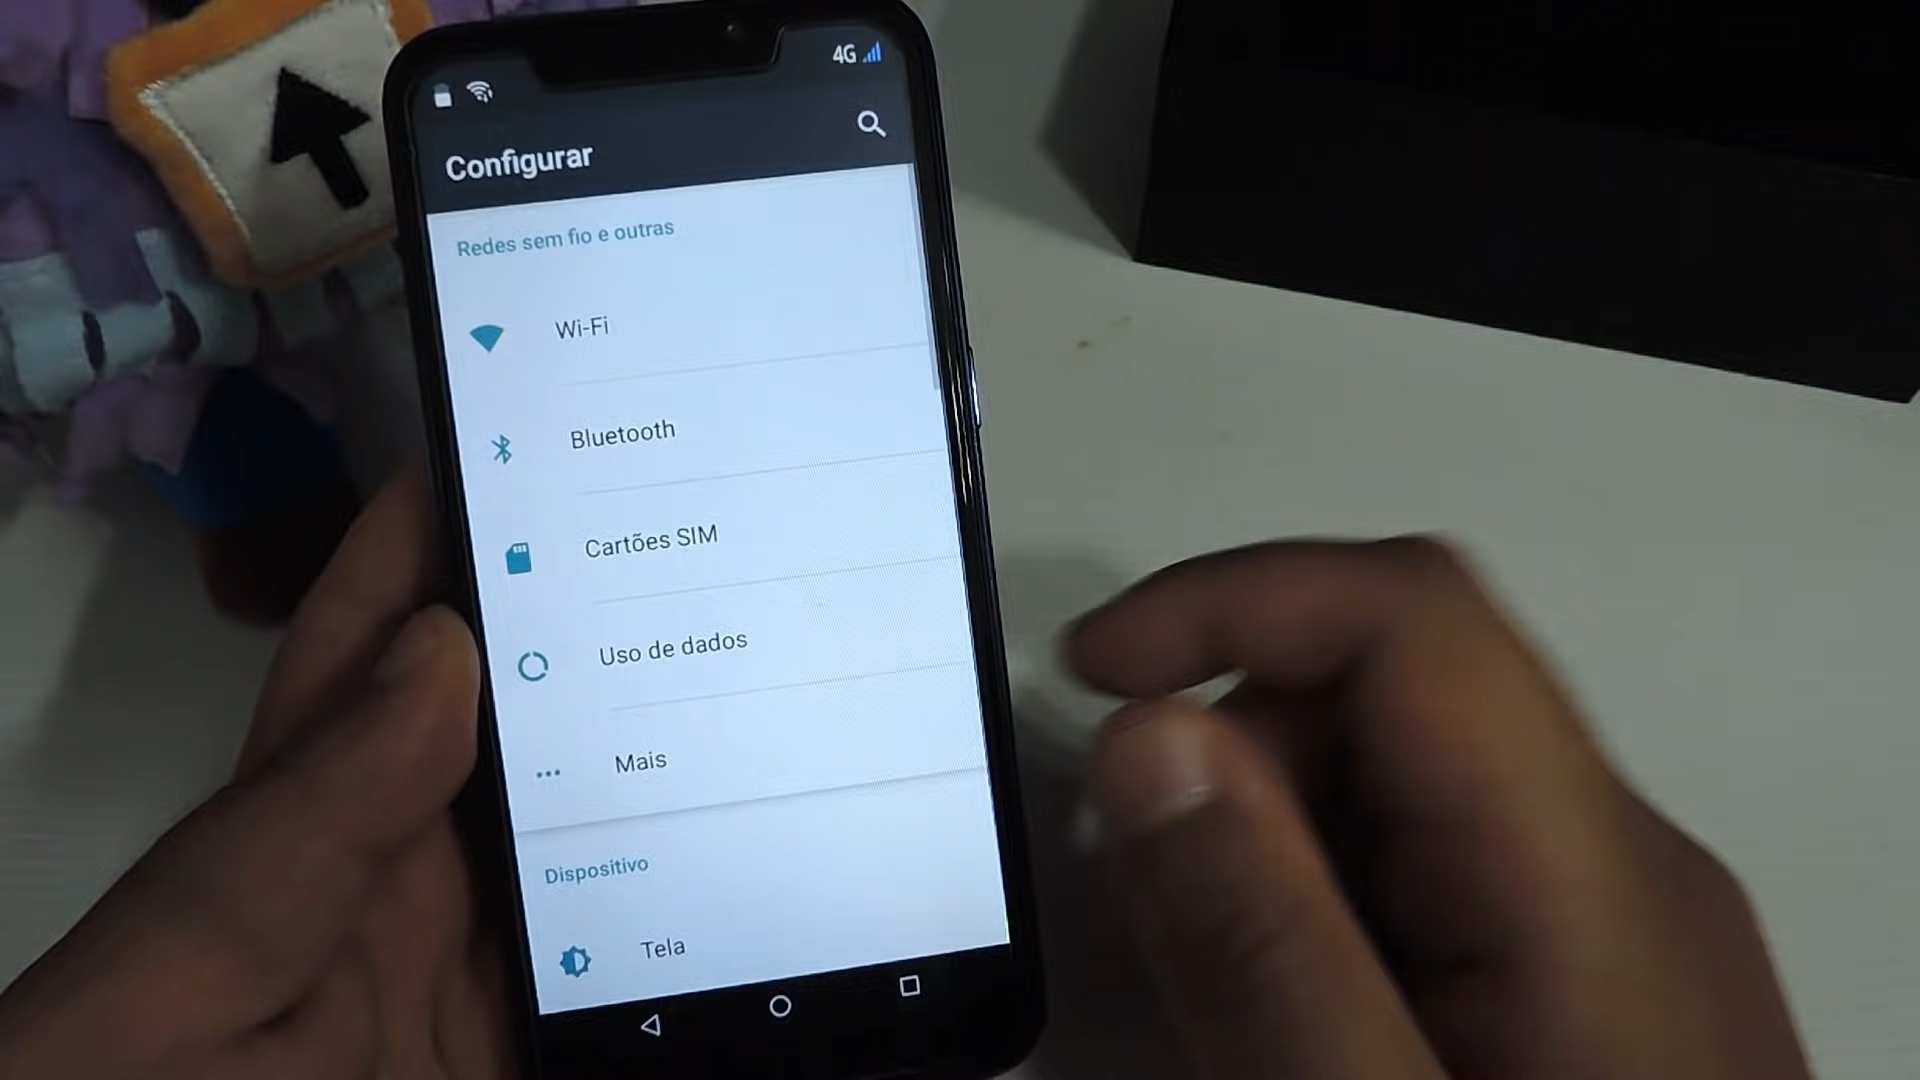 4G
Configurar
Redes sem fio e outras
Wi-Fi
Bluetooth
Cartões SIM
Uso de dados
Mais
Dispositivo
Tela